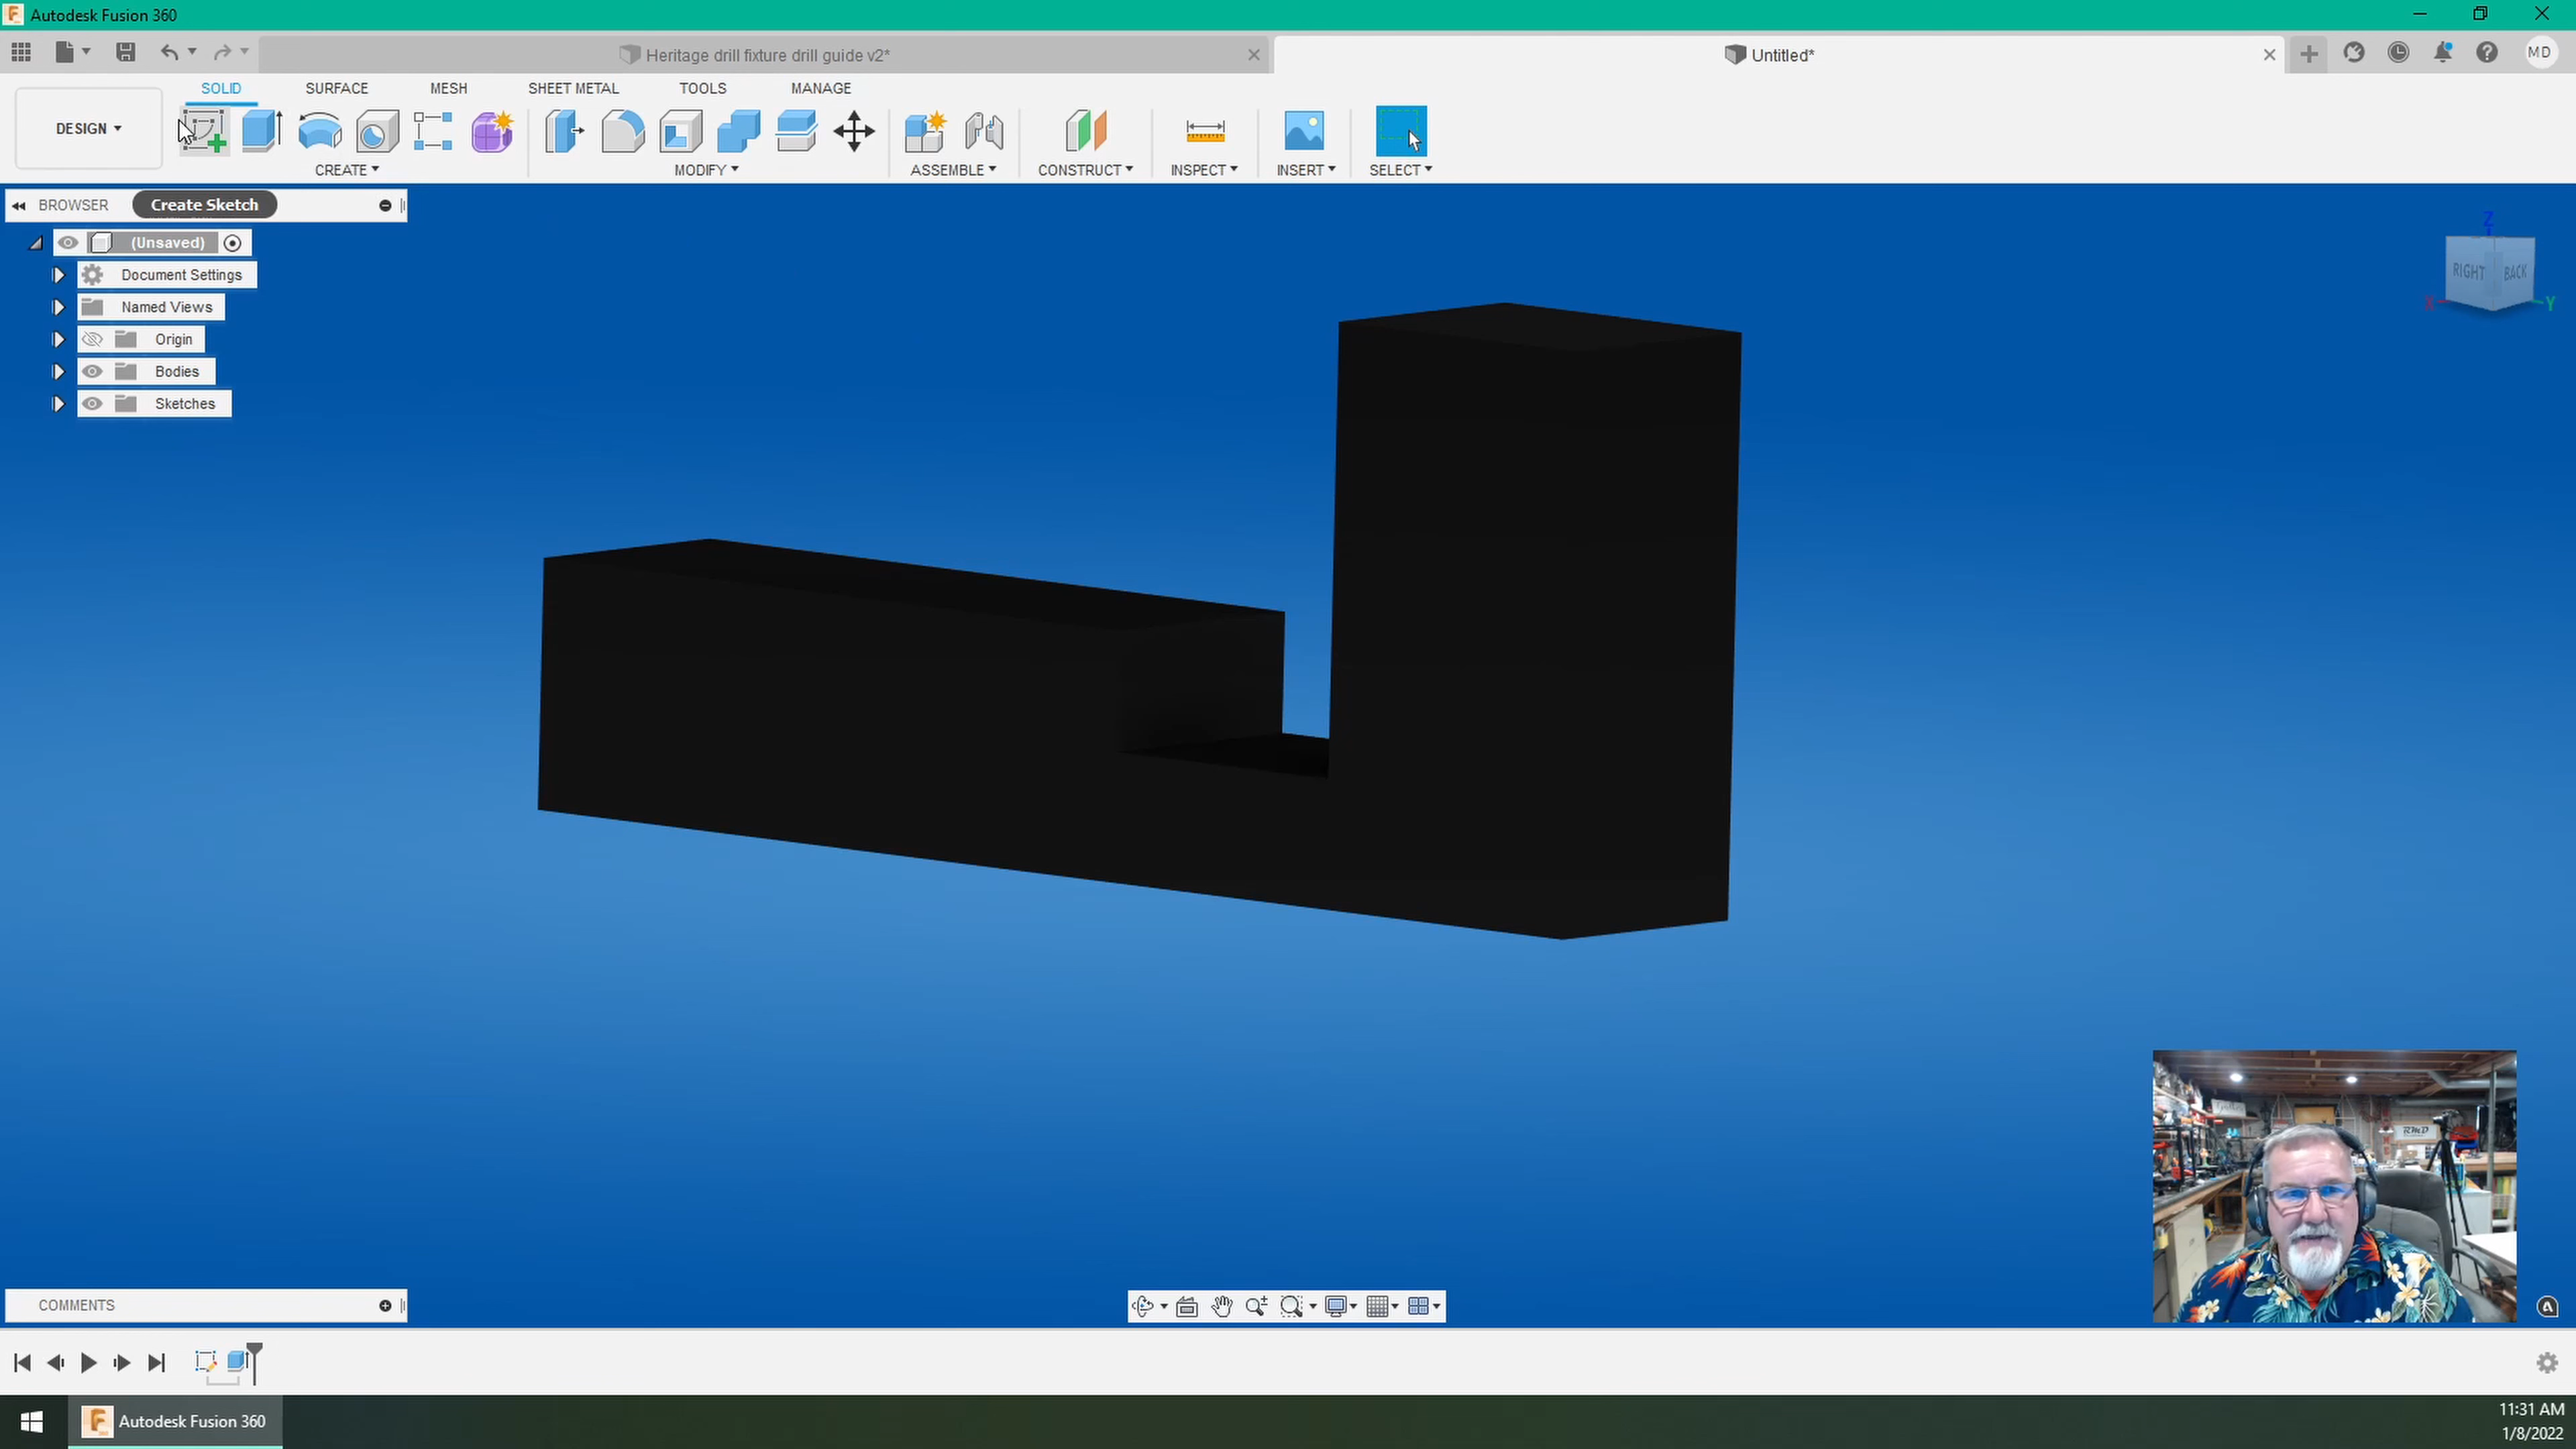 Autodesk Fusion 360
Heritage drill fixture drill guide v2*
Untitled*
MD
SOLID
SURFACE
MESH
SHEET METAL
TOOLS
MANAGE
DESIGN
CREATE
MODIFY
ASSEMBLE
CONSTRUCT
INSPECT
INSERT
SELECT
BROWSER
Create Sketch
(Unsaved)
Document Settings
Named Views
Origin
Bodies
Sketches
Z
RIGHT
BACK
X
Y
RMD
COMMENTS
Autodesk Fusion 360
11:31 AM
1/8/2022